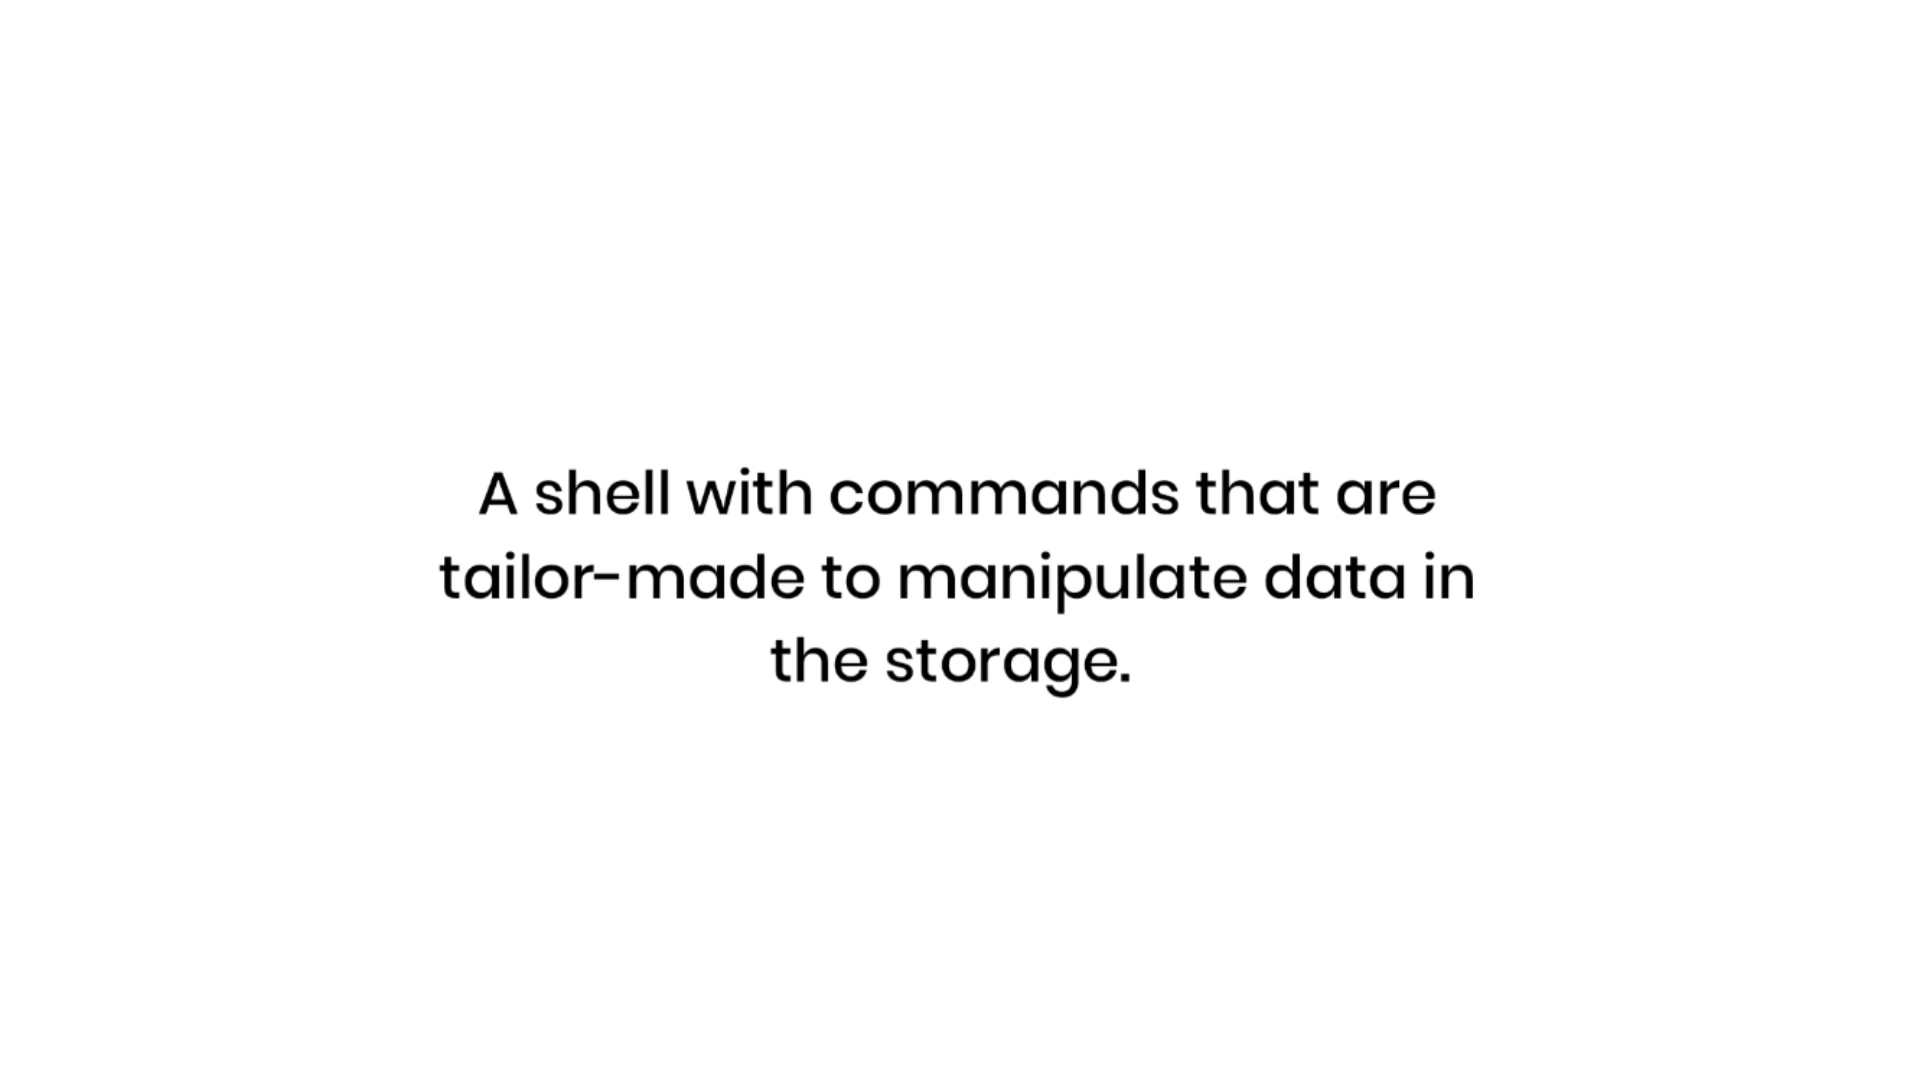 A shell with commands that are
tailor-made to manipulate data in
the storage.